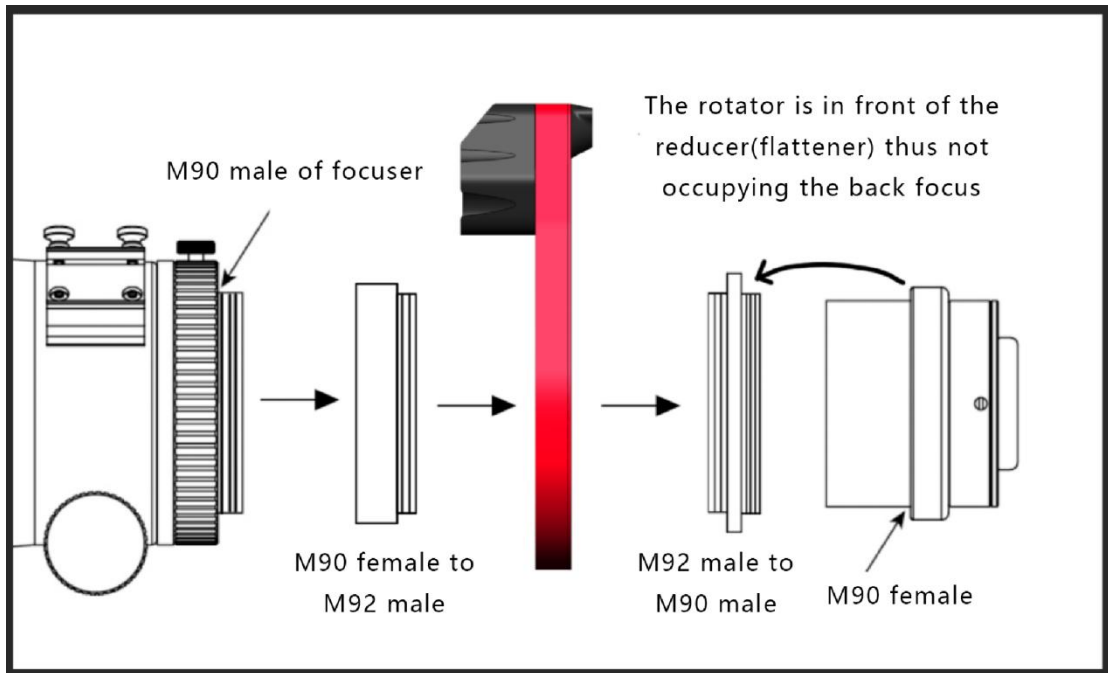 The rotator is in front of the
reducer(flattener) thus not
occupying the back focus
M90 male of focuser
M90 female to
M92 male
M92 male to
M90 male
M90 female